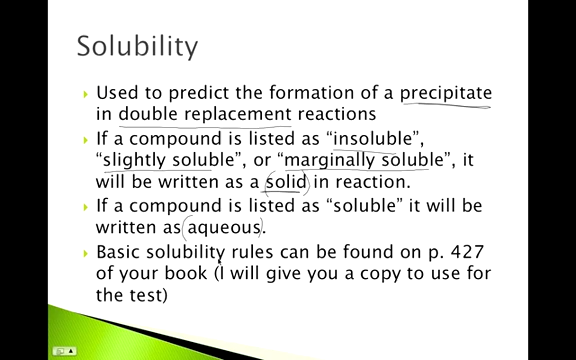 Solubility
Used to predict the formation of a precipitate
in double replacement reactions
If a compound is listed as “insoluble”,
“slightly soluble”, or “marginally soluble”, it
will be written as a solid in reaction.
If a compound is listed as “soluble” it will be
written as aqueous.
Basic solubility rules can be found on p. 427
of your book (I will give you a copy to use for
the test)